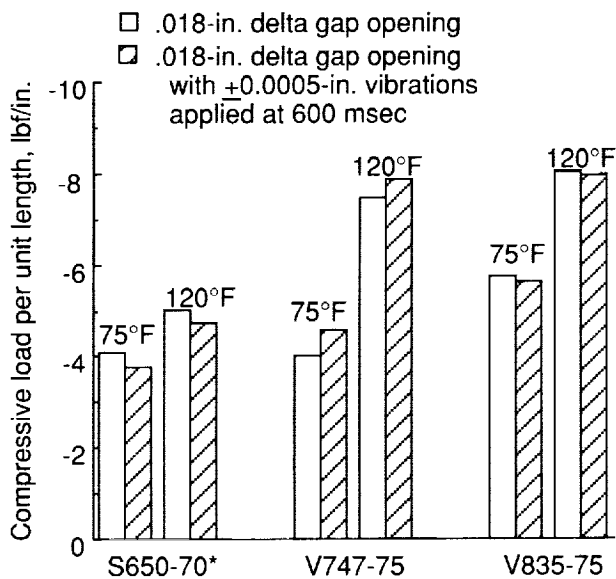 .018-in. delta gap opening
.018-in. delta gap opening
with ±0.0005-in. vibrations
applied at 600 msec
Compressive load per unit length, lbf/in.
-10
-8
-6
-4
-2
0
75°F
120°F
75°F
120°F
75°F
120°F
S650-70*
V747-75
V835-75